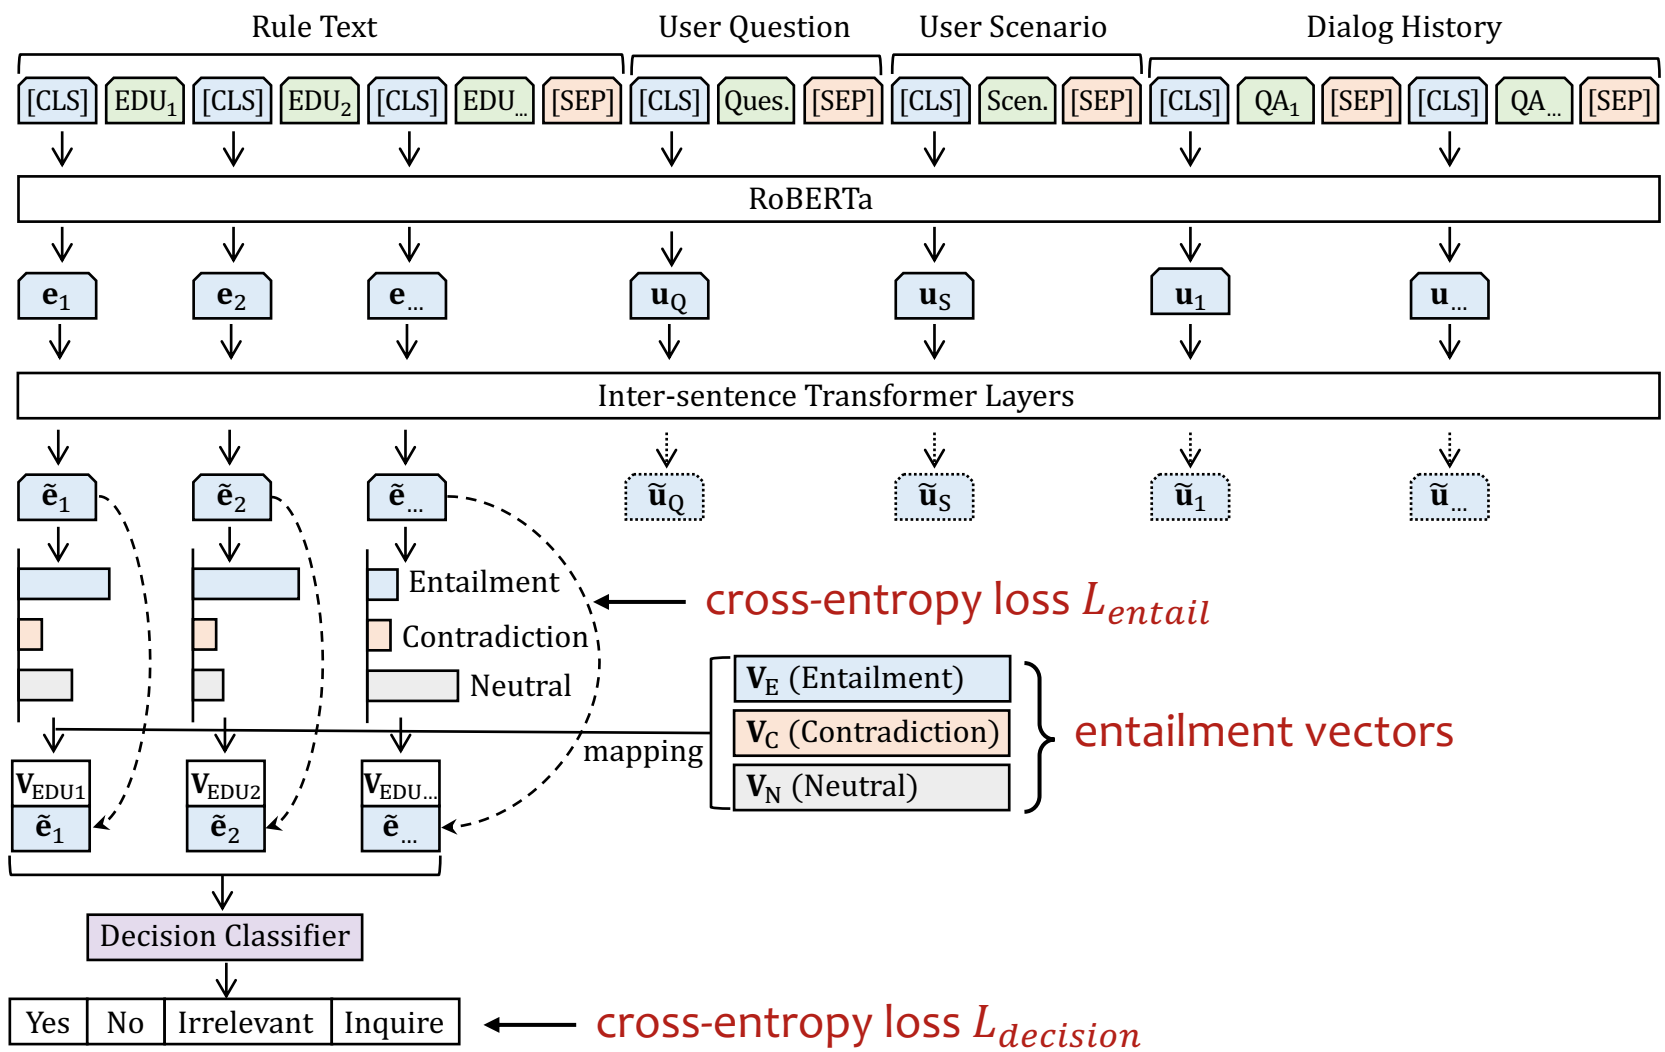 Rule Text User Question User Scenario Dialog History
[CLS] EDU1 [CLS] EDU2 [CLS] EDU... [SEP] [CLS] Ques. [SEP] [CLS] Scen. [SEP] [CLS] QA1 [SEP] [CLS] QA... [SEP]
RoBERTa
e1 e2 e... uQ uS u1 u...
Inter-sentence Transformer Layers
ẽ1 ẽ2 ẽ... ũQ ũS ũ1 ũ...
Entailment
cross-entropy loss Lentail
Contradiction
Neutral
VE (Entailment)
VC (Contradiction)
VN (Neutral)
entailment vectors
mapping
VEDU1 VEDU2 VEDU...
ẽ1 ẽ2 ẽ...
Decision Classifier
Yes No Irrelevant Inquire
cross-entropy loss Ldecision